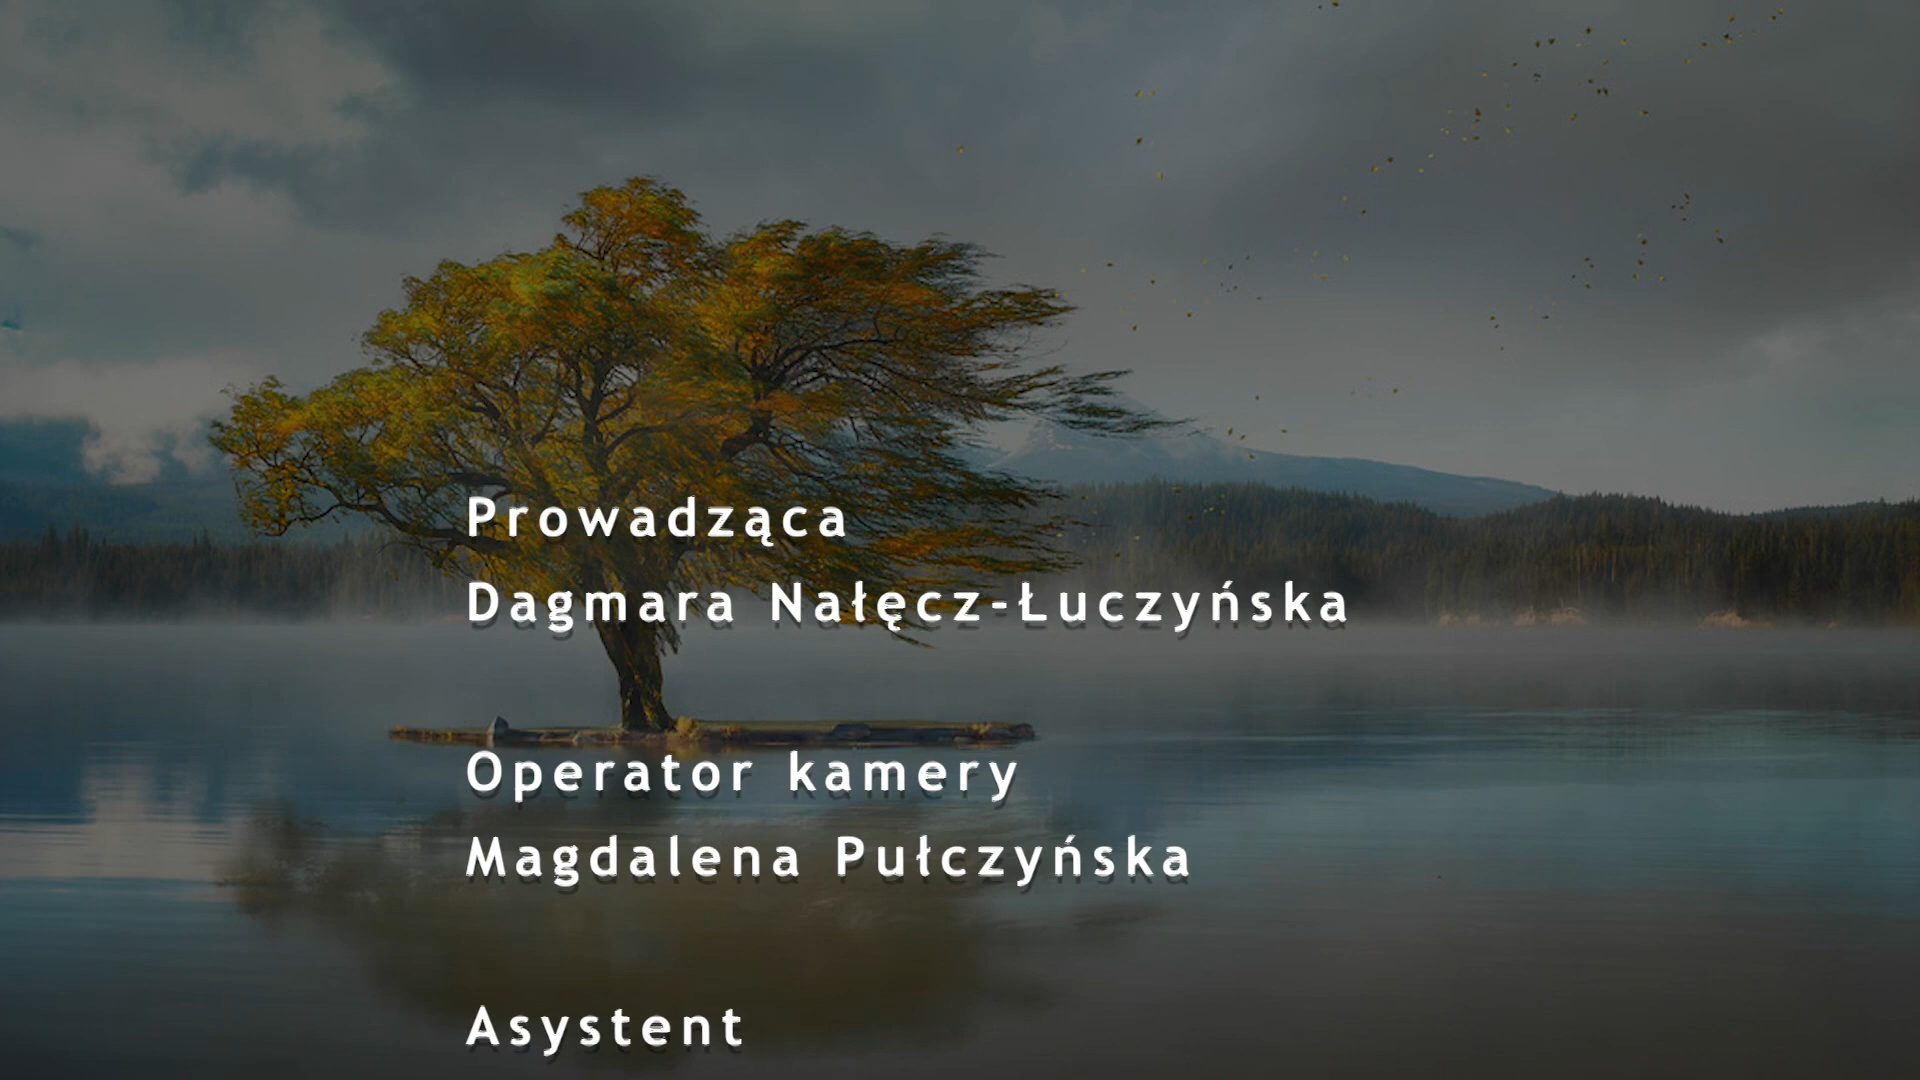 Prowadząca
Dagmara Nałęcz-Łuczyńska
Operator kamery
Magdalena Pułczyńska
Asystent